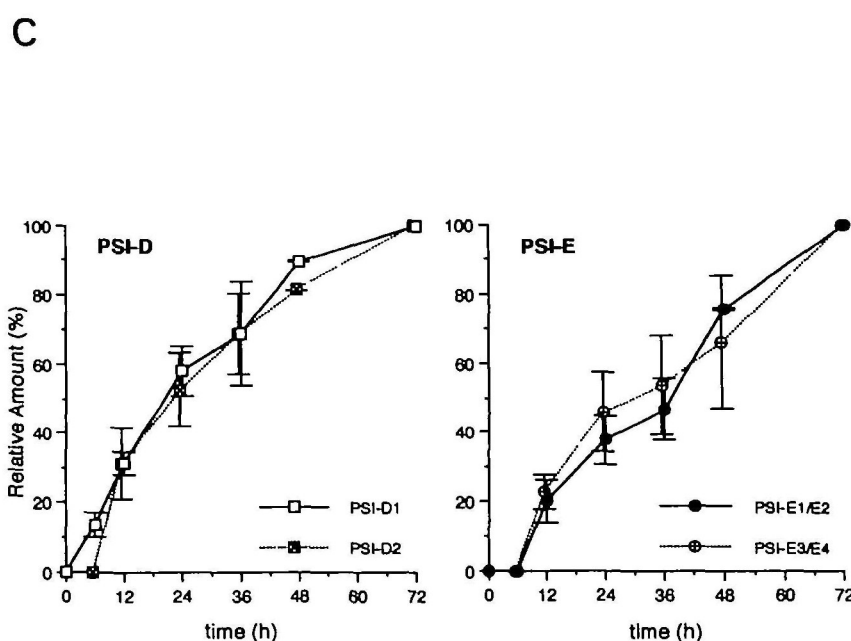 C
PSI-D
Relative Amount (%)
100
80
60
40
20
0
PSI-D1
PSI-D2
0 12 24 36 48 60 72
time (h)
PSI-E
100
80
60
40
20
0
PSI-E1/E2
PSI-E3/E4
0 12 24 36 48 60 72
time (h)